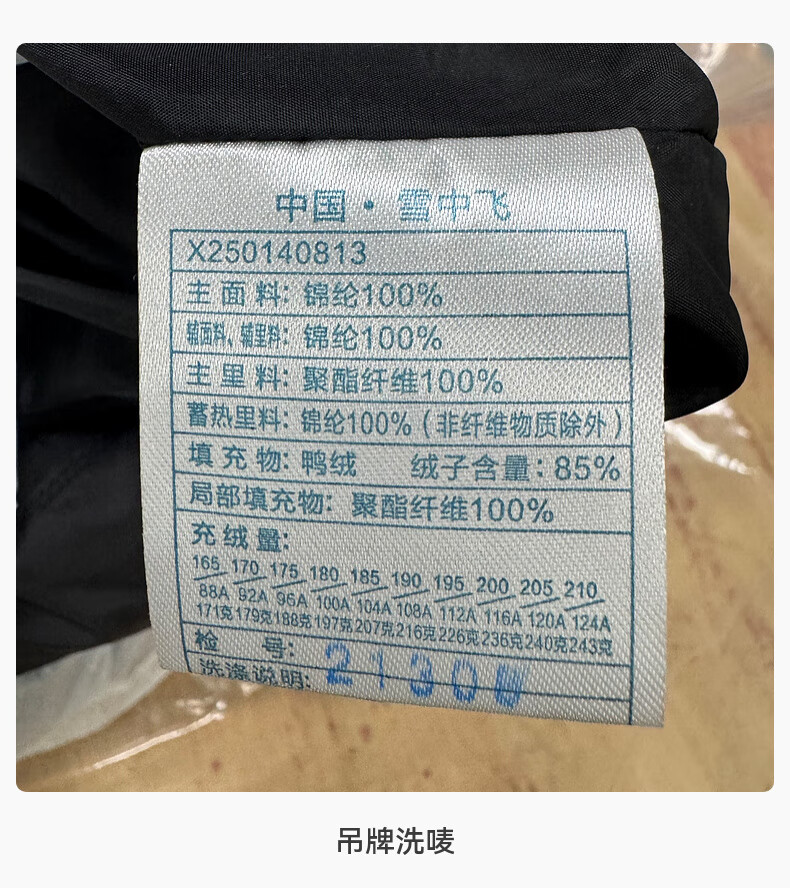 中国·雪中飞
X250140813
主面料: 锦纶100%
辅面料、辅里料: 锦纶100%
主里料: 聚酯纤维100%
蓄热里料: 锦纶100%(非纤维物质除外)
填充物: 鸭绒 绒子含量: 85%
局部填充物: 聚酯纤维100%
充绒量:
165 170 175 180 185 190 195 200 205 210
88A 92A 96A 100A 104A 108A 112A 116A 120A 124A
171克 179克 188克 197克 207克 216克 226克 236克 240克 243克
检 号:
洗涤说明:
吊牌洗唛